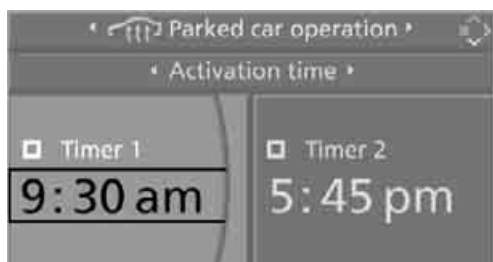 Parked car operation
Activation time
Timer 1
Timer 2
9:30 am
5:45 pm